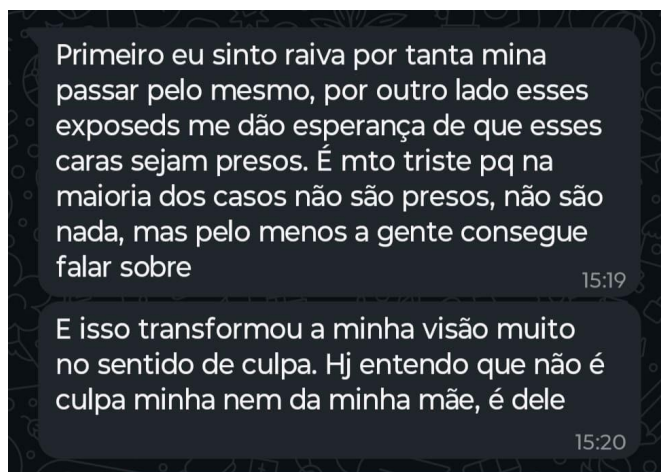 Primeiro eu sinto raiva por tanta mina
passar pelo mesmo, por outro lado esses
exposeds me dão esperança de que esses
caras sejam presos. É mto triste pq na
maioria dos casos não são presos, não são
nada, mas pelo menos a gente consegue
falar sobre
15:19
E isso transformou a minha visão muito
no sentido de culpa. Hj entendo que não é
culpa minha nem da minha mãe, é dele
15:20